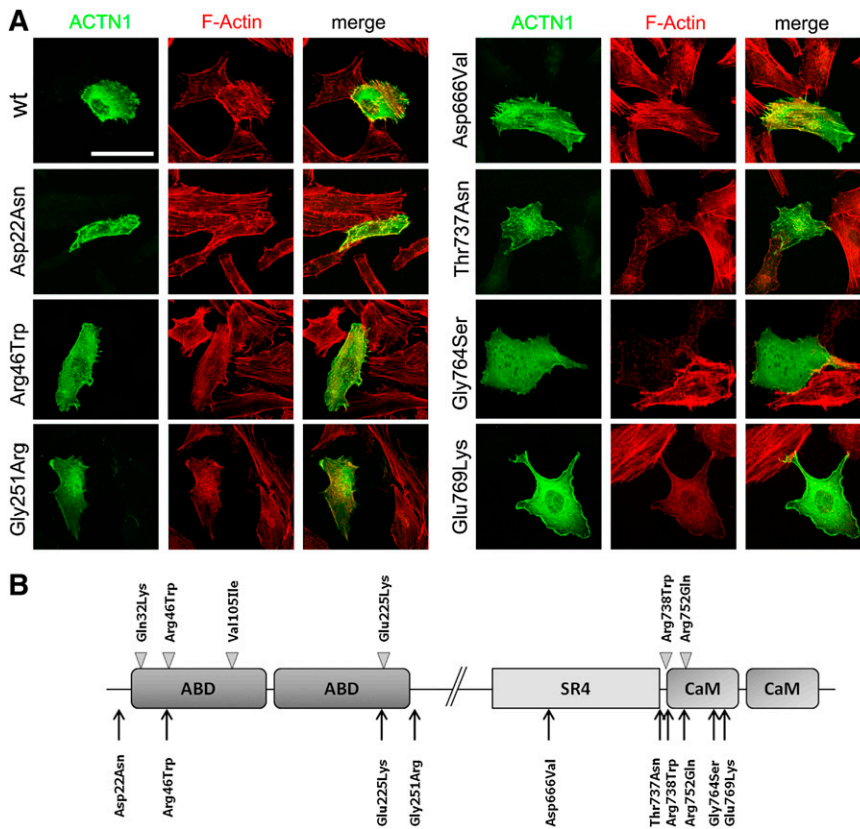 A
ACTN1 F-Actin merge
wt
Asp22Asn
Arg46Trp
Gly251Arg
ACTN1 F-Actin merge
Asp666Val
Thr737Asn
Gly764Ser
Glu769Lys
B
Gln32Lys
Arg46Trp
Val105Ile
Glu225Lys
Arg738Trp
Arg752Gln
ABD
ABD
SR4
CaM
CaM
Asp22Asn
Arg46Trp
Glu225Lys
Gly251Arg
Asp666Val
Thr737Asn
Arg738Trp
Arg752Gln
Gly764Ser
Glu769Lys